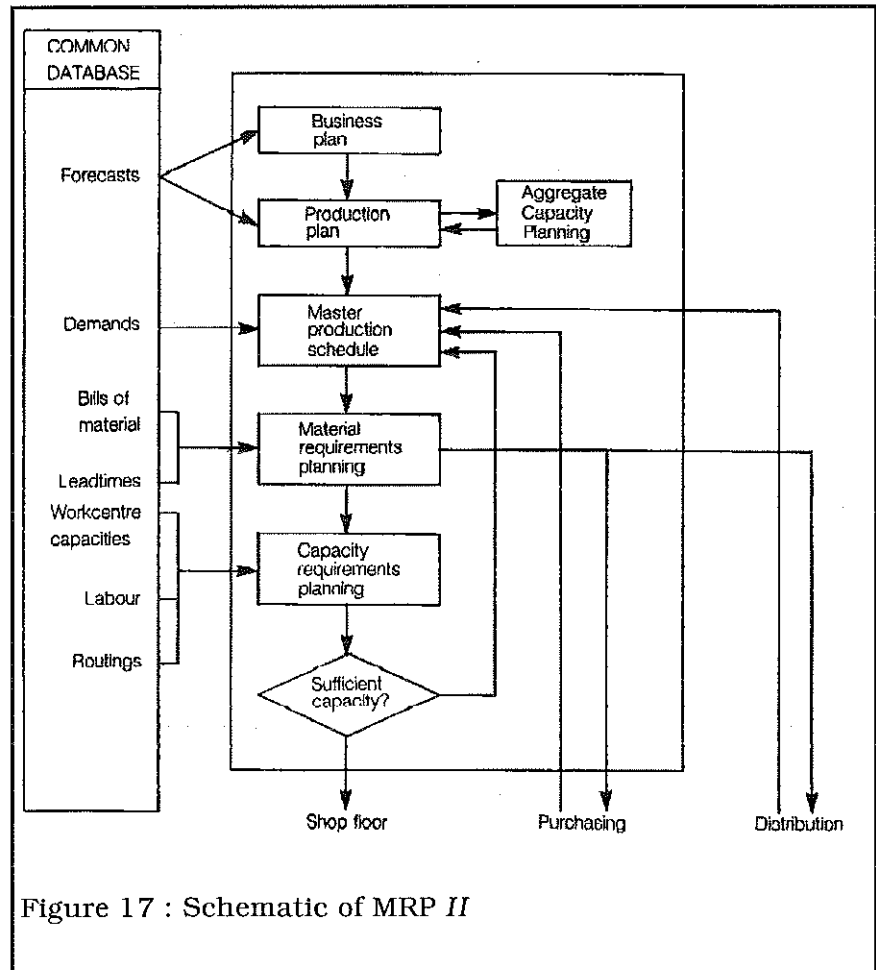 COMMON
DATABASE
Business
plan
Forecasts
Production
plan
Aggregate
Capacity
Planning
Demands
Master
production
schedule
Bills of
material
Material
requirements
planning
Leadtimes
Workcentre
capacities
Capacity
requirements
planning
Labour
Routings
Sufficient
capacity?
Shop floor
Purchasing
Distribution
Figure 17 : Schematic of MRP II